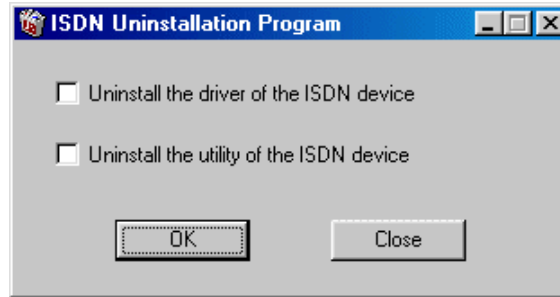 ISDN Uninstallation Program
Uninstall the driver of the ISDN device
Uninstall the utility of the ISDN device
OK
Close